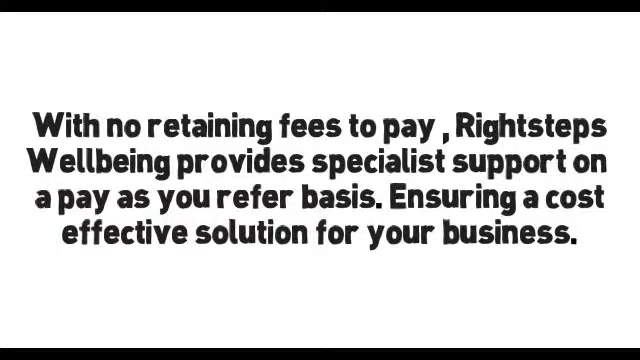 With no retaining fees to pay , Rightsteps
Wellbeing provides specialist support on
a pay as you refer basis. Ensuring a cost
effective solution for your business.